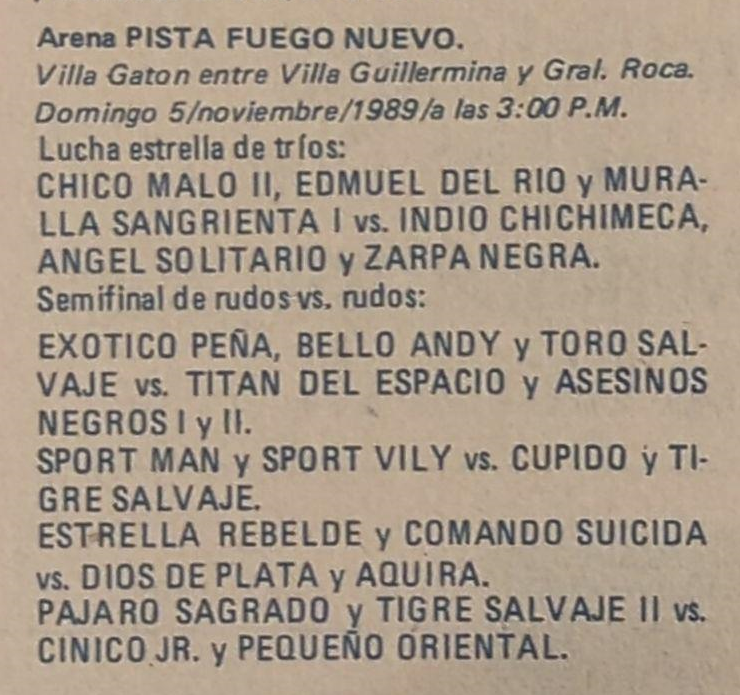 Arena PISTA FUEGO NUEVO.
Villa Gaton entre Villa Guillermina y Gral. Roca.
Domingo 5/noviembre/1989/a las 3:00 P.M.
Lucha estrella de tríos:
CHICO MALO II, EDMUEL DEL RIO y MURA-
LLA SANGRIENTA I vs. INDIO CHICHIMECA,
ANGEL SOLITARIO y ZARPA NEGRA.
Semifinal de rudos vs. rudos:
EXOTICO PEÑA, BELLO ANDY y TORO SAL-
VAJE vs. TITAN DEL ESPACIO y ASESINOS
NEGROS I y II.
SPORT MAN y SPORT VILY vs. CUPIDO y TI-
GRE SALVAJE.
ESTRELLA REBELDE y COMANDO SUICIDA
vs. DIOS DE PLATA y AQUIRA.
PAJARO SAGRADO y TIGRE SALVAJE II vs.
CINICO JR. y PEQUEÑO ORIENTAL.